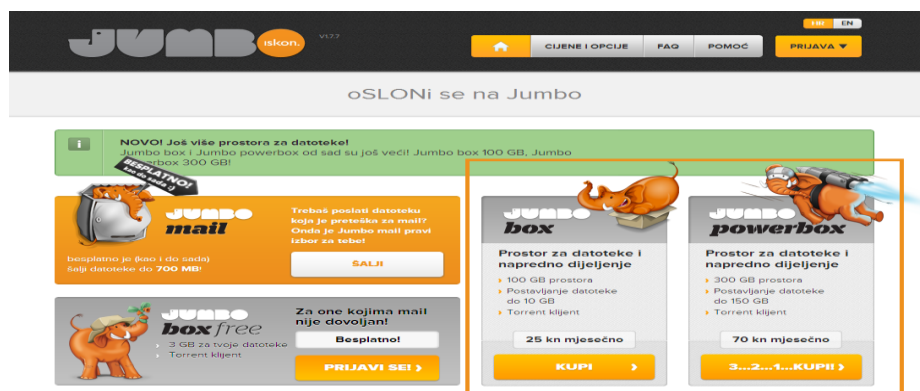 JUMBO iskon. V1.7.7
HR EN
CIJENE I OPCIJE FAQ POMOĆ PRIJAVA
oSLONi se na Jumbo
i
NOVO! Još više prostora za datoteke!
Jumbo box i Jumbo powerbox od sad su još veći! Jumbo box 100 GB, Jumbo
powerbox 300 GB!
BESPLATNO!
kao do sada :)
JUMBO
mail
Trebaš poslati datoteku
koja je preteška za mail?
Onda je Jumbo mail pravi
izbor za tebe!
besplatno je (kao i do sada)
šalji datoteke do 700 MB!
ŠALJI
JUMBO
box free
3 GB za tvoje datoteke
Torrent klijent
Za one kojima mail
nije dovoljan!
Besplatno!
PRIJAVI SE! ›
JUMBO
box
Prostor za datoteke i
napredno dijeljenje
100 GB prostora
Postavljanje datoteke
do 10 GB
Torrent klijent
25 kn mjesečno
KUPI ›
JUMBO
powerbox
Prostor za datoteke i
napredno dijeljenje
300 GB prostora
Postavljanje datoteke
do 150 GB
Torrent klijent
70 kn mjesečno
3...2...1...KUPI! ›